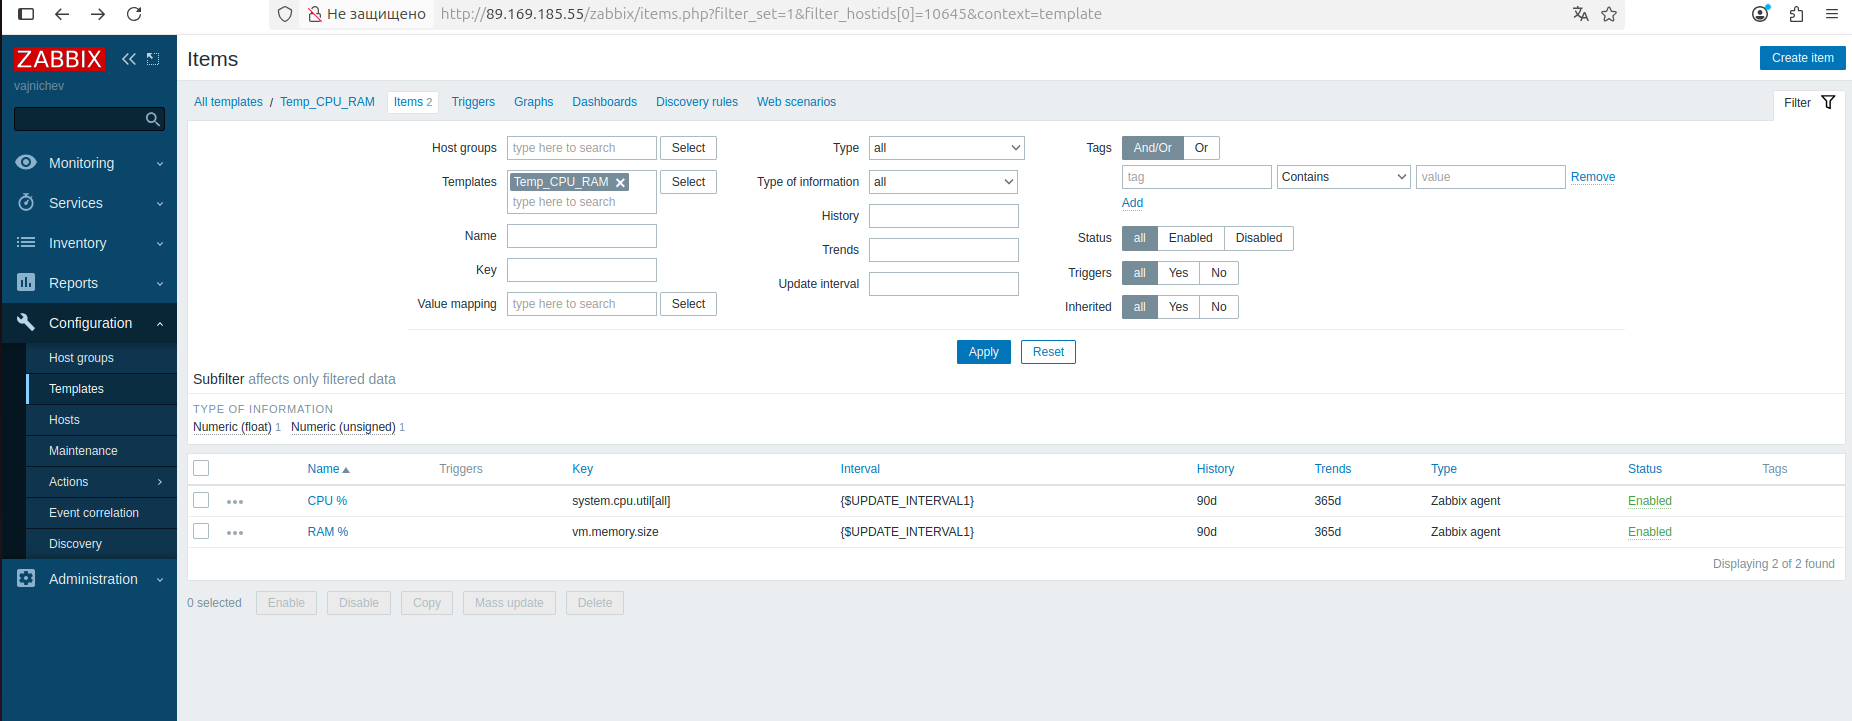 Не защищено http://89.169.185.55/zabbix/items.php?filter_set=1&filter_hostids[0]=10645&context=template
ZABBIX
vajnichev
Monitoring
Services
Inventory
Reports
Configuration
Host groups
Templates
Hosts
Maintenance
Actions
Event correlation
Discovery
Administration
Items
Create item
All templates / Temp_CPU_RAM Items 2 Triggers Graphs Dashboards Discovery rules Web scenarios
Filter
Host groups type here to search Select
Templates Temp_CPU_RAM Select
type here to search
Name
Key
Value mapping type here to search Select
Type all
Type of information all
History
Trends
Update interval
Tags And/Or Or
tag Contains value Remove
Add
Status all Enabled Disabled
Triggers all Yes No
Inherited all Yes No
Apply Reset
Subfilter affects only filtered data
TYPE OF INFORMATION
Numeric (float) 1 Numeric (unsigned) 1
Name Triggers Key Interval History Trends Type Status Tags
CPU % system.cpu.util[all] {$UPDATE_INTERVAL1} 90d 365d Zabbix agent Enabled
RAM % vm.memory.size {$UPDATE_INTERVAL1} 90d 365d Zabbix agent Enabled
Displaying 2 of 2 found
0 selected Enable Disable Copy Mass update Delete